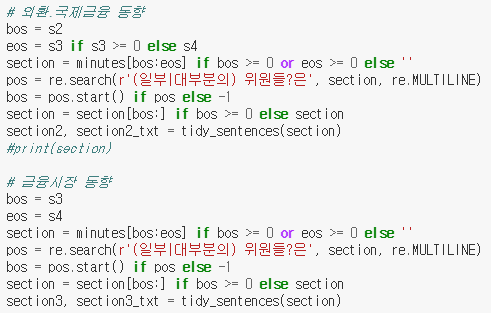 # 외환.국제금융 동향
bos = s2
eos = s3 if s3 >= 0 else s4
section = minutes[bos:eos] if bos >= 0 or eos >= 0 else ''
pos = re.search(r'(일부|대부분의) 위원들?은', section, re.MULTILINE)
bos = pos.start() if pos else -1
section = section[bos:] if bos >= 0 else section
section2, section2_txt = tidy_sentences(section)
#print(section)

# 금융시장 동향
bos = s3
eos = s4
section = minutes[bos:eos] if bos >= 0 or eos >= 0 else ''
pos = re.search(r'(일부|대부분의) 위원들?은', section, re.MULTILINE)
bos = pos.start() if pos else -1
section = section[bos:] if bos >= 0 else section
section3, section3_txt = tidy_sentences(section)